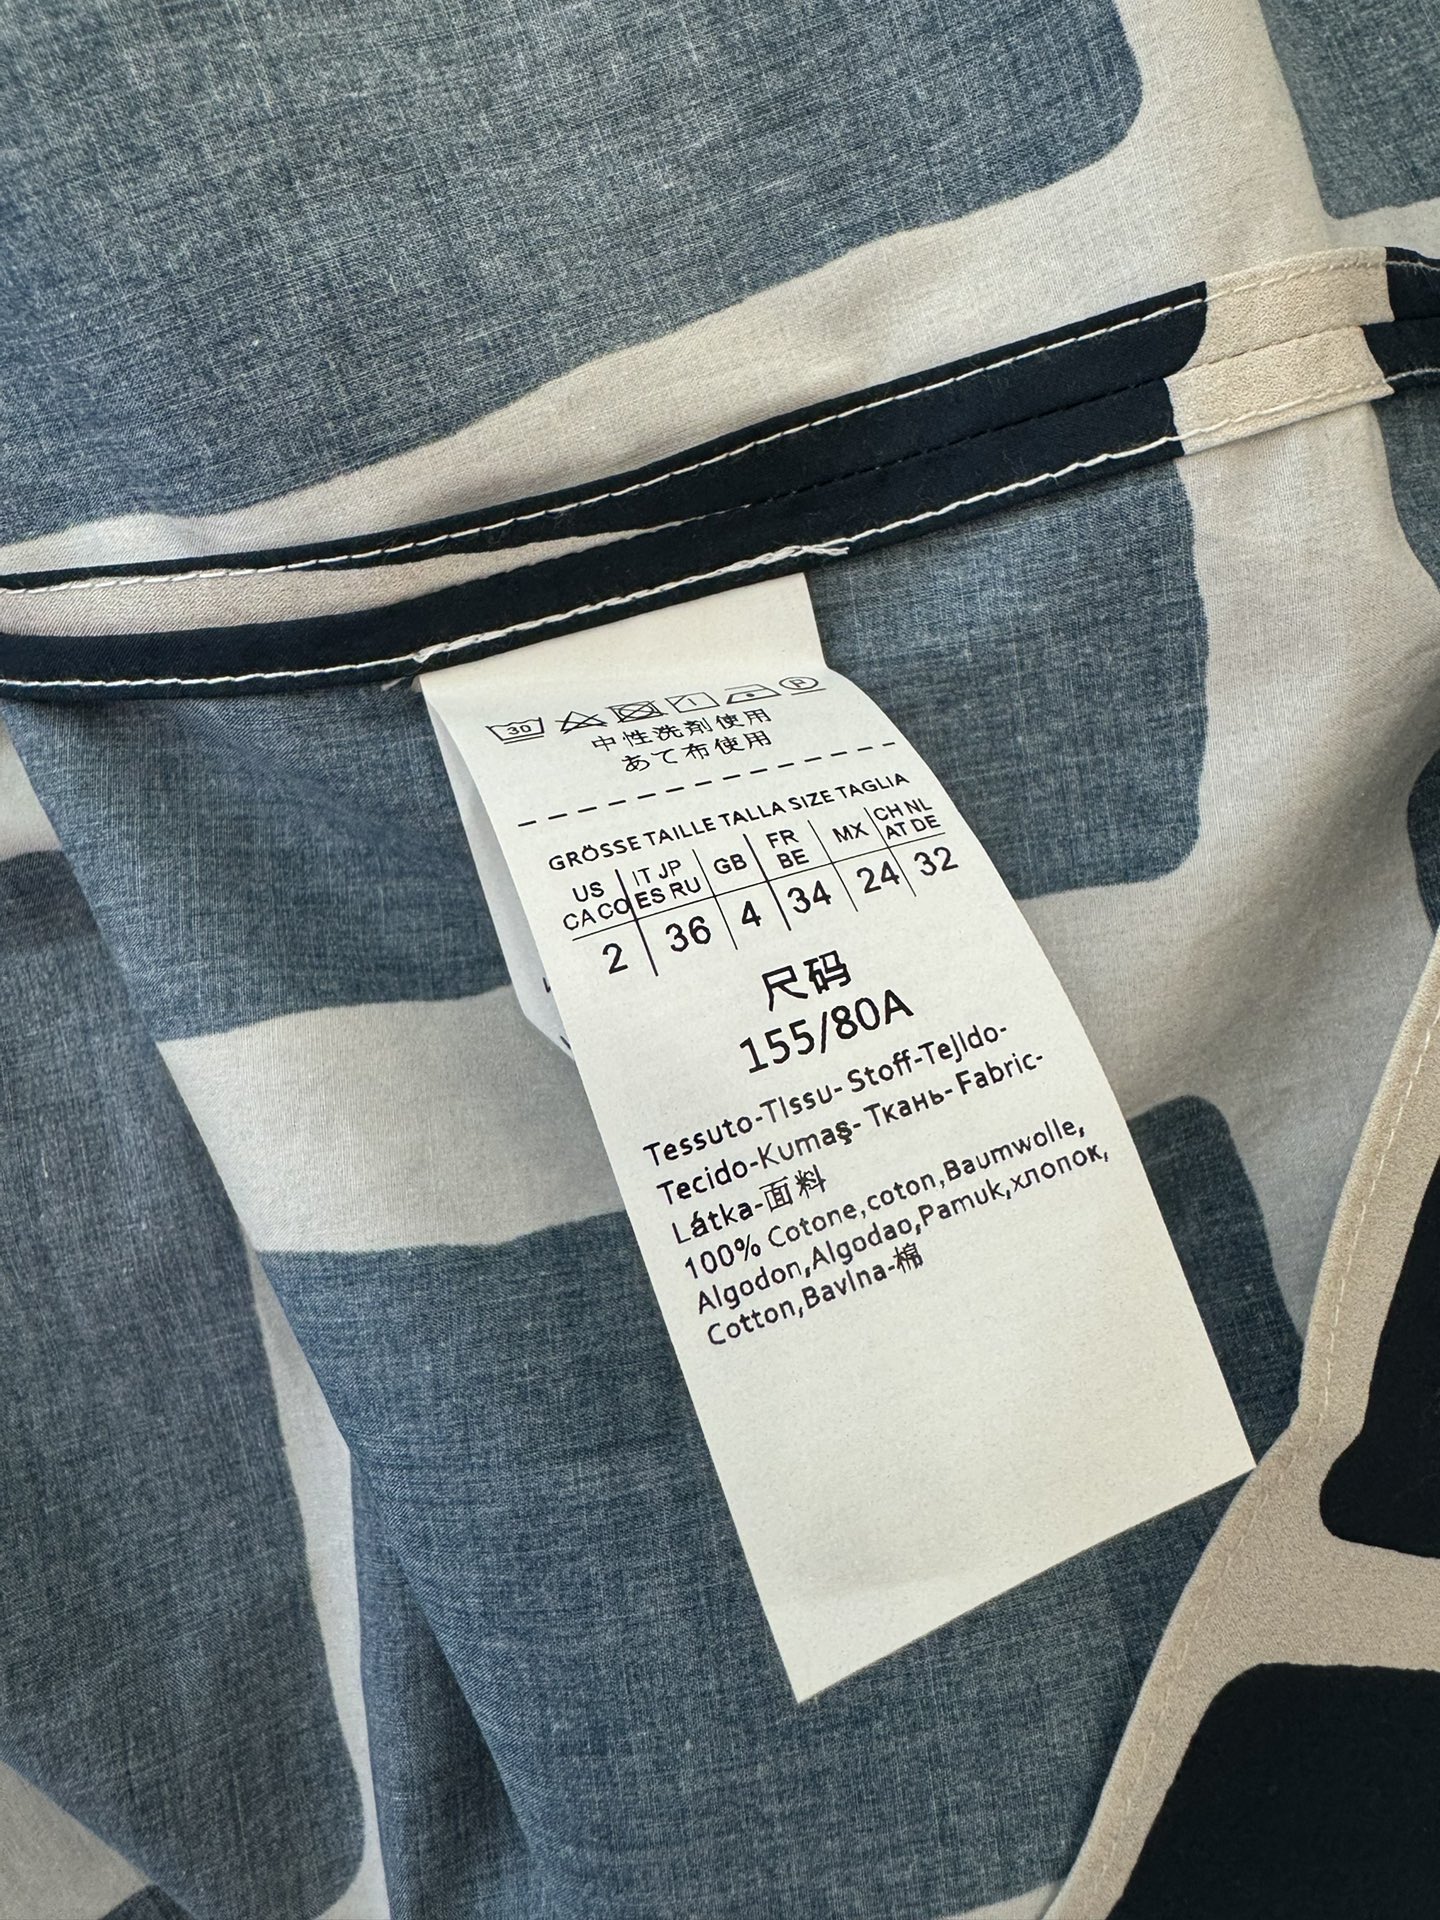 30
P
中性洗剤使用
あて布使用
GRÖSSE TAILLE TALLA SIZE TAGLIA
US CA CO | IT JP ES RU | GB | FR BE | MX | CH NL AT DE
2 | 36 | 4 | 34 | 24 | 32
尺码
155/80A
Tessuto-TIssu- Stoff-TeJIdo-
Tecido-Kumaş- Ткань- Fabric-
Látka-面料
100% Cotone,coton,Baumwolle,
Algodon,Algodao,Pamuk,хлопок,
Cotton,Bavlna-棉